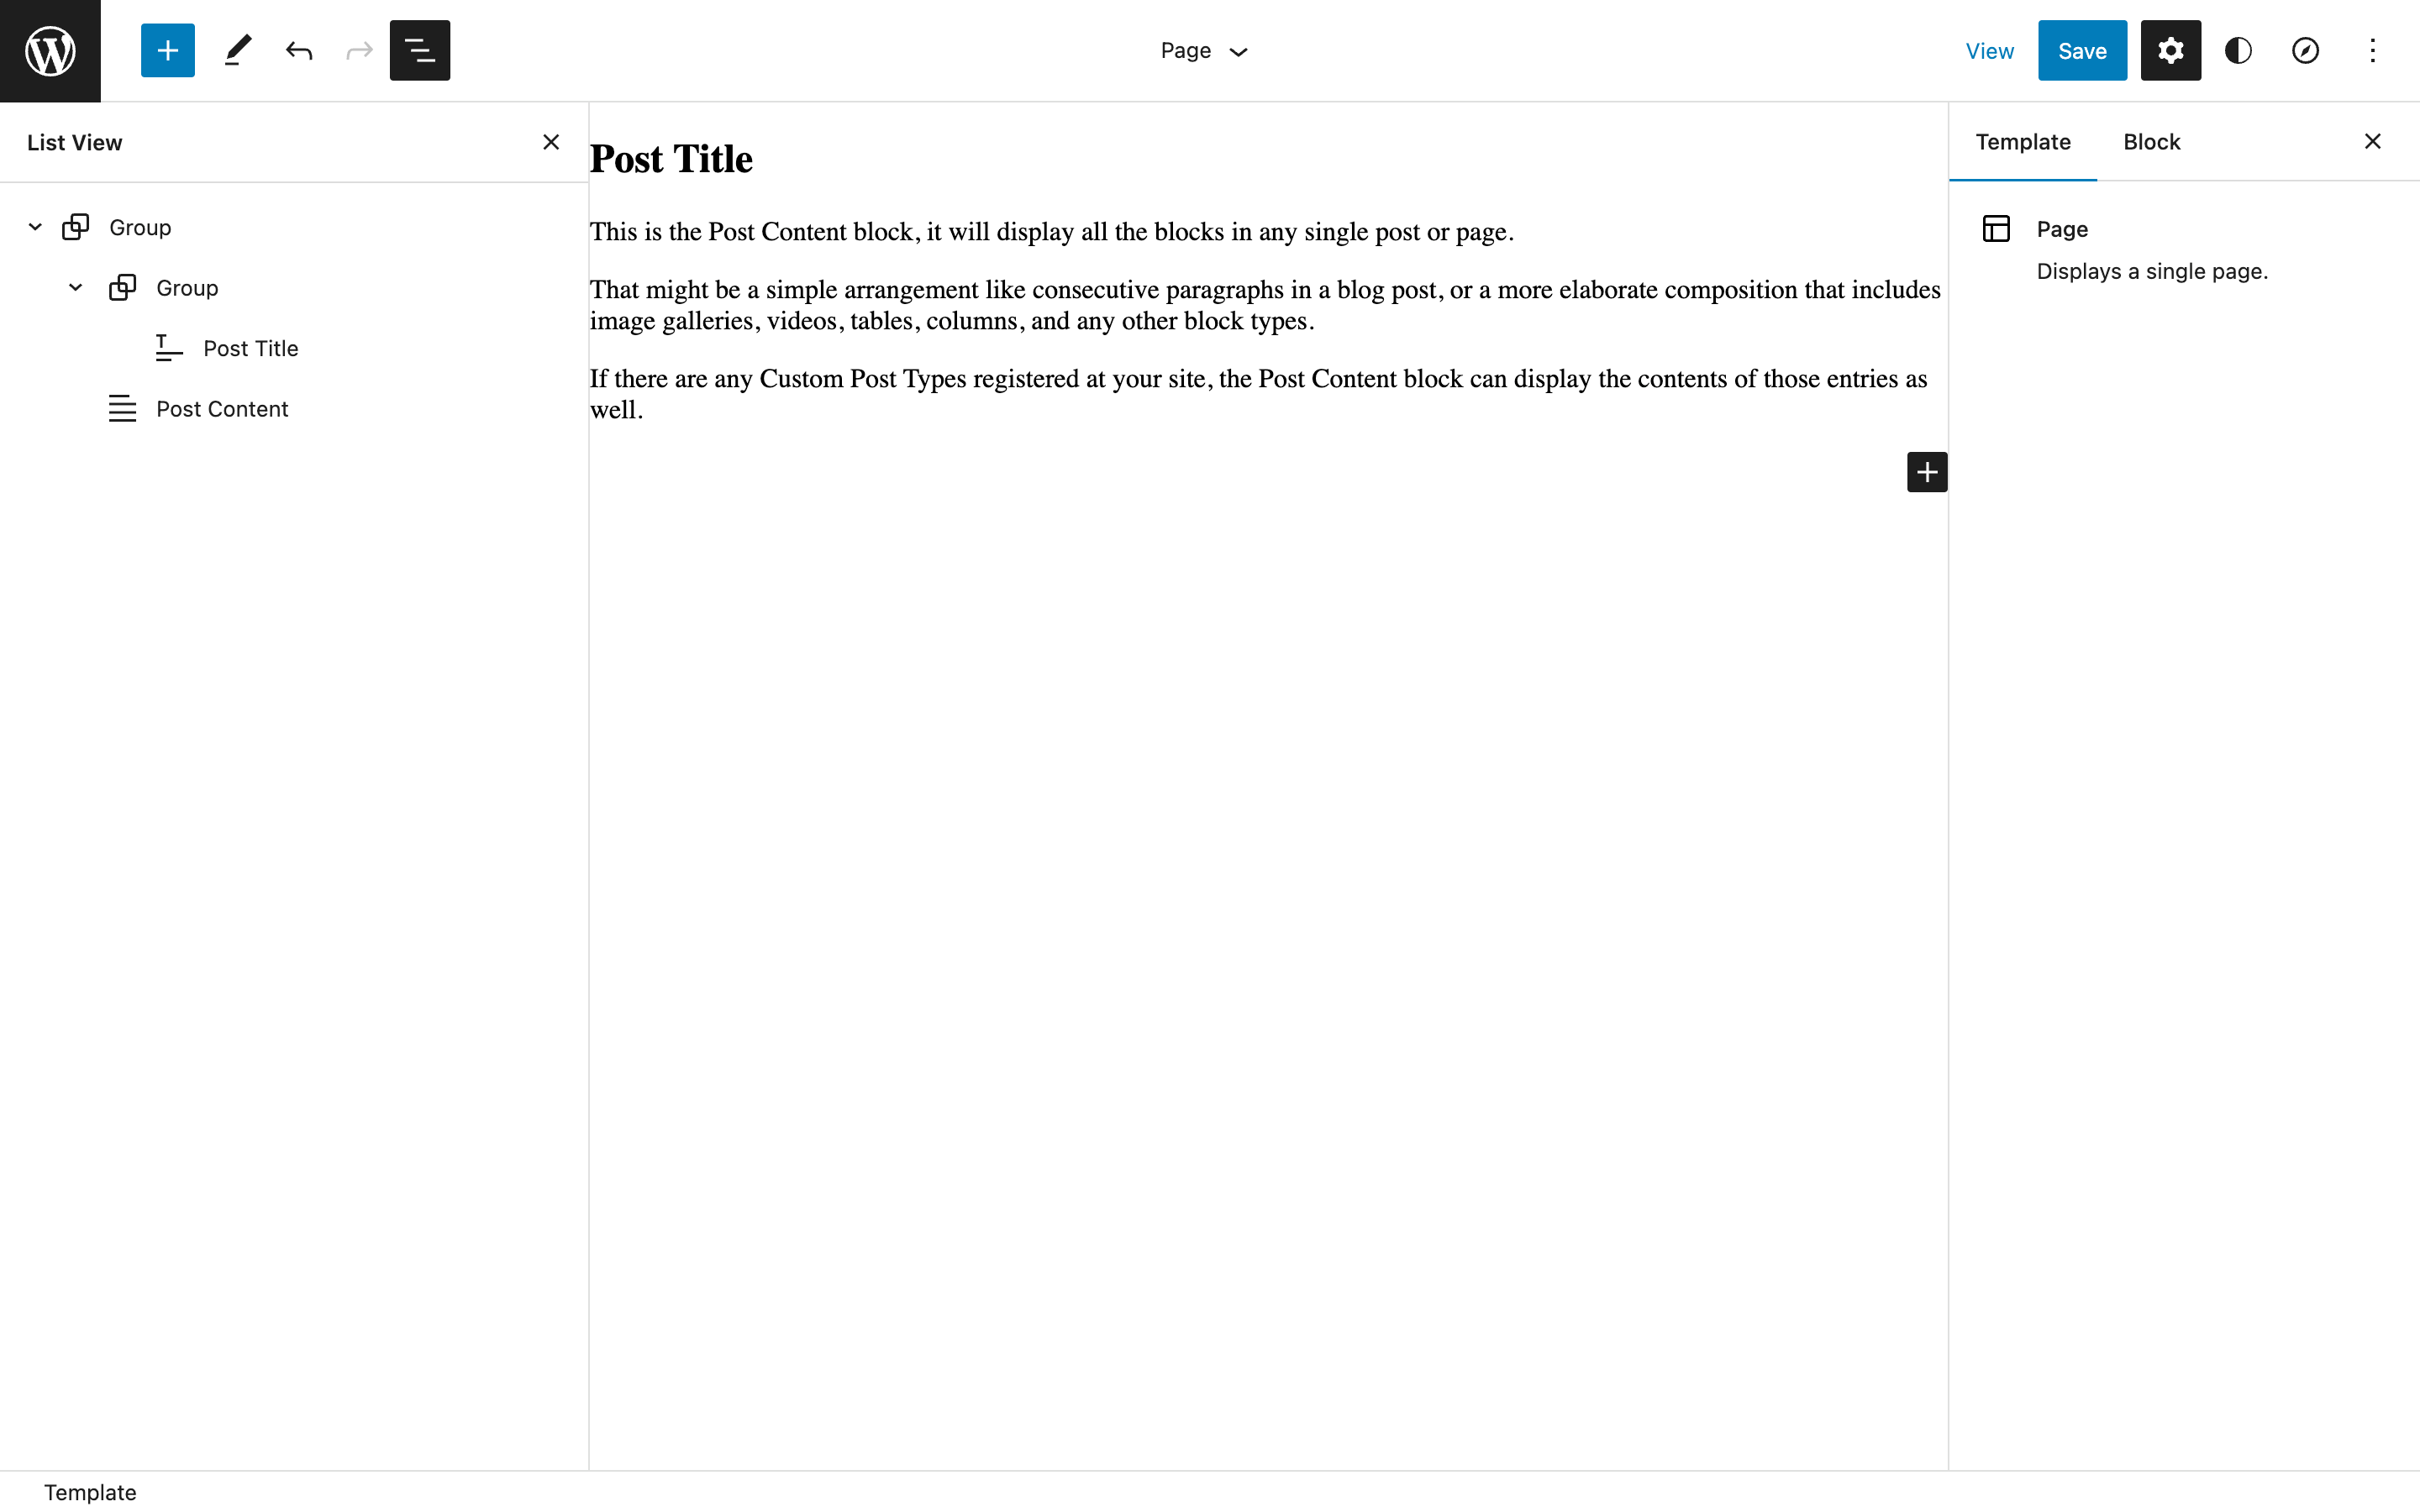 Page
View
Save
List View
Group
Group
Post Title
Post Content
Post Title
This is the Post Content block, it will display all the blocks in any single post or page.
That might be a simple arrangement like consecutive paragraphs in a blog post, or a more elaborate composition that includes
image galleries, videos, tables, columns, and any other block types.
If there are any Custom Post Types registered at your site, the Post Content block can display the contents of those entries as
well.
Template
Block
Page
Displays a single page.
Template